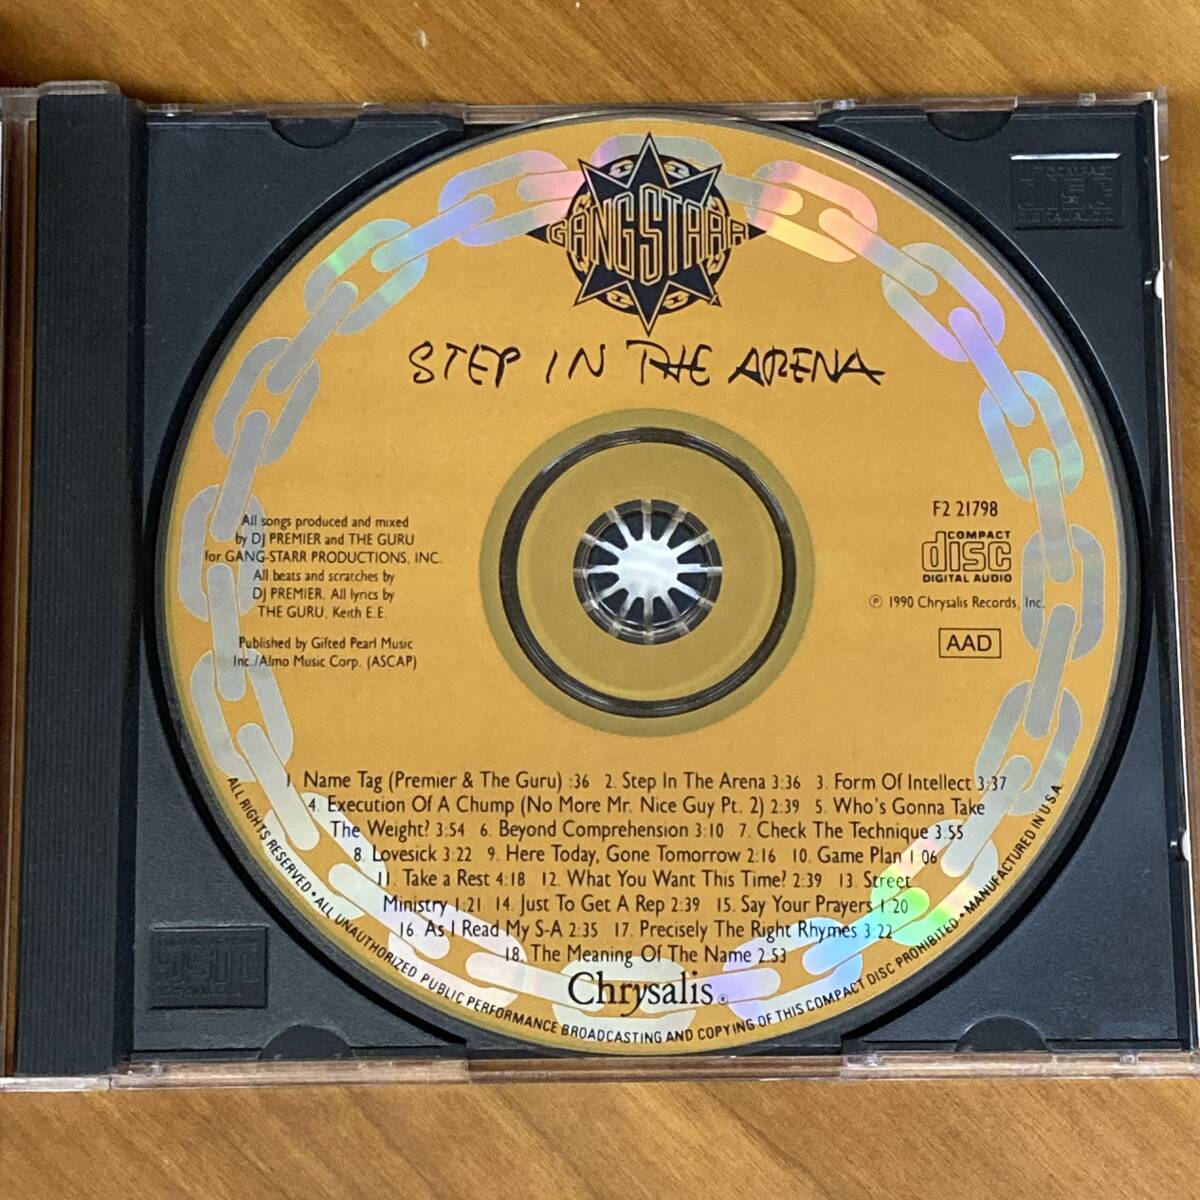 GANGSTARR
STEP IN THE ARENA
All songs produced and mixed
by DJ PREMIER and THE GURU
for GANG-STARR PRODUCTIONS, INC.
All beats and scratches by
DJ PREMIER. All lyrics by
THE GURU, Keith E.E.
Published by Gifted Pearl Music
Inc./Almo Music Corp. (ASCAP)
F2 21798
COMPACT
disc
DIGITAL AUDIO
℗ 1990 Chrysalis Records, Inc.
AAD
1. Name Tag (Premier & The Guru) :36 2. Step In The Arena 3:36 3. Form Of Intellect 3:37
4. Execution Of A Chump (No More Mr. Nice Guy Pt. 2) 2:39 5. Who's Gonna Take
The Weight? 3:54 6. Beyond Comprehension 3:10 7. Check The Technique 3:55
8. Lovesick 3:22 9. Here Today, Gone Tomorrow 2:16 10. Game Plan 1:06
11. Take a Rest 4:18 12. What You Want This Time? 2:39 13. Street
Ministry 1:21 14. Just To Get A Rep 2:39 15. Say Your Prayers 1:20
16. As I Read My S-A 2:35 17. Precisely The Right Rhymes 3:22
18. The Meaning Of The Name 2:53
Chrysalis®
ALL RIGHTS RESERVED • ALL UNAUTHORIZED PUBLIC PERFORMANCE BROADCASTING AND COPYING OF THIS COMPACT DISC PROHIBITED • MANUFACTURED IN U.S.A.
COMPACT
disc
DIGITAL AUDIO